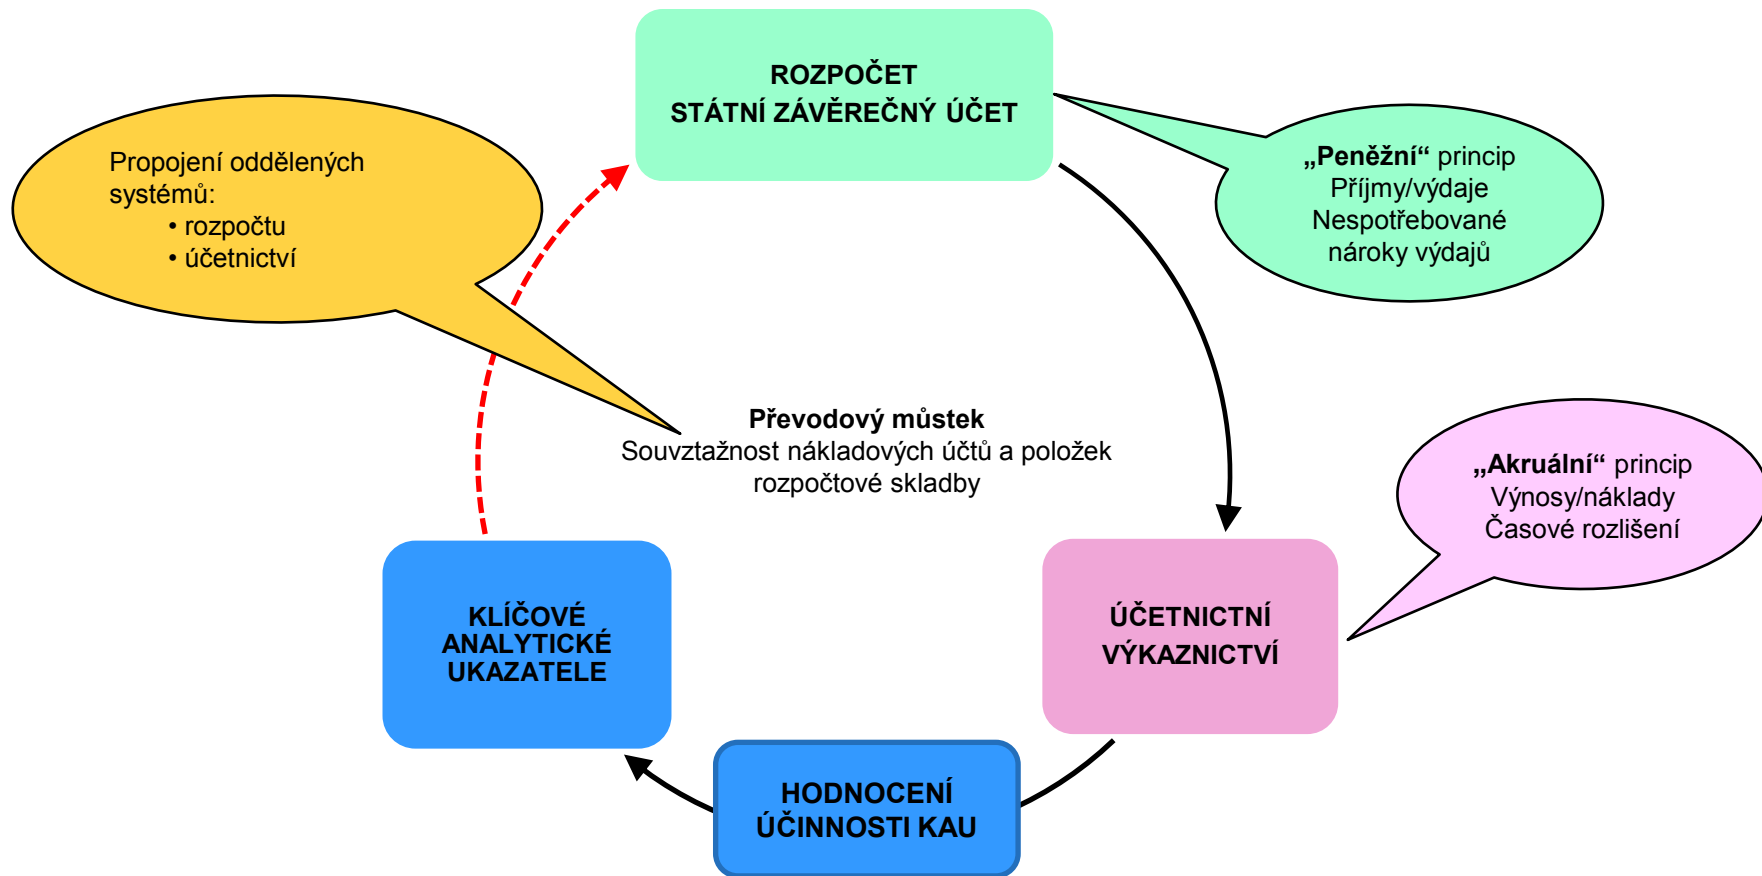 ROZPOČET
STÁTNÍ ZÁVĚREČNÝ ÚČET
Propojení oddělených
systémů:
• rozpočtu
• účetnictví
„Peněžní“ princip
Příjmy/výdaje
Nespotřebované
nároky výdajů
Převodový můstek
Souvztažnost nákladových účtů a položek
rozpočtové skladby
„Akruální“ princip
Výnosy/náklady
Časové rozlišení
KLÍČOVÉ
ANALYTICKÉ
UKAZATELE
ÚČETNICTNÍ
VÝKAZNICTVÍ
HODNOCENÍ
ÚČINNOSTI KAU